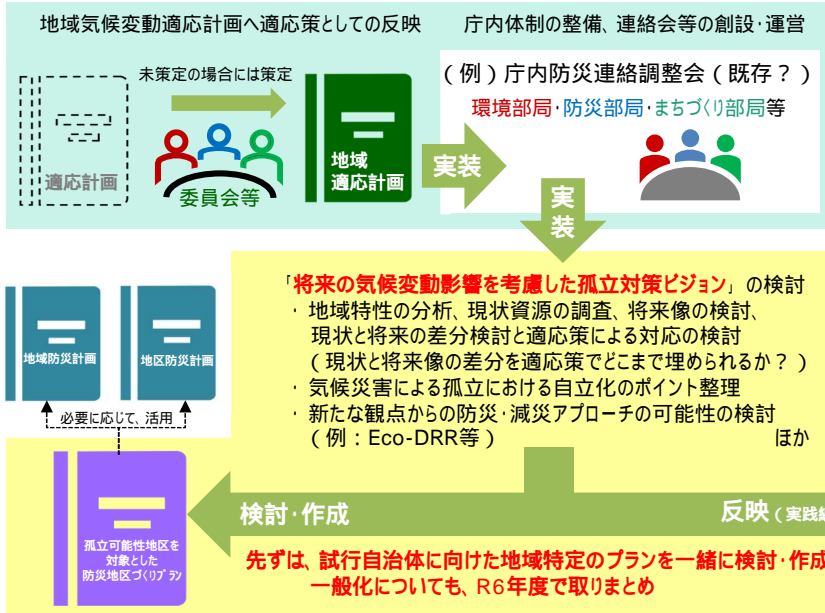 地域気候変動適応計画へ適応策としての反映
庁内体制の整備、連絡会等の創設・運営
未策定の場合には策定
適応計画
委員会等
地域
適応計画
実装
（例）庁内防災連絡調整会（既存？）
環境部局・防災部局・まちづくり部局等
実
装
「将来の気候変動影響を考慮した孤立対策ビジョン」の検討
・ 地域特性の分析、現状資源の調査、将来像の検討、
現状と将来の差分検討と適応策による対応の検討
（現状と将来像の差分を適応策でどこまで埋められるか？）
・ 気候災害による孤立における自立化のポイント整理
・ 新たな観点からの防災・減災アプローチの可能性の検討
（例：Eco-DRR等） ほか
地域防災計画
地区防災計画
必要に応じて、活用
孤立可能性地区を
対象とした
防災地区づくりプラン
検討・作成
反映（実践編
先ずは、試行自治体に向けた地域特定のプランを一緒に検討・作成
一般化についても、R6年度で取りまとめ